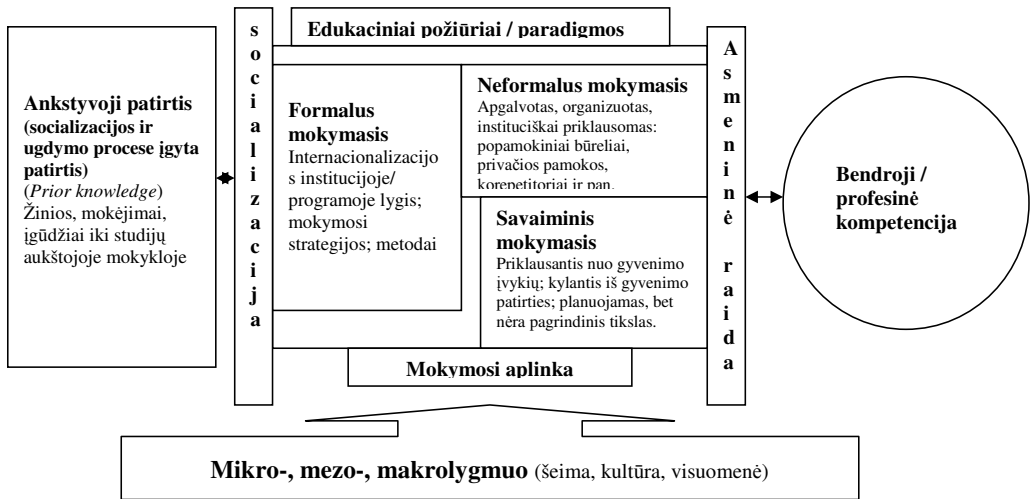 Ankstyvoji patirtis
(socializacijos ir
ugdymo procese įgyta
patirtis)
(Prior knowledge)
Žinios, mokėjimai,
įgūdžiai iki studijų
aukštojoje mokykloje
socializacija
Edukaciniai požiūriai / paradigmos
Formalus
mokymasis
Internacionalizacijo
s institucijoje/
programoje lygis;
mokymosi
strategijos; metodai
Neformalus mokymasis
Apgalvotas, organizuotas,
instituciškai priklausomas:
popamokiniai būreliai,
privačios pamokos,
korepetitoriai ir pan.
Savaiminis
mokymasis
Priklausantis nuo gyvenimo
įvykių; kylantis iš gyvenimo
patirties; planuojamas, bet
nėra pagrindinis tikslas.
Mokymosi aplinka
Asmeninė raida
Bendroji /
profesinė
kompetencija
Mikro-, mezo-, makrolygmuo (šeima, kultūra, visuomenė)